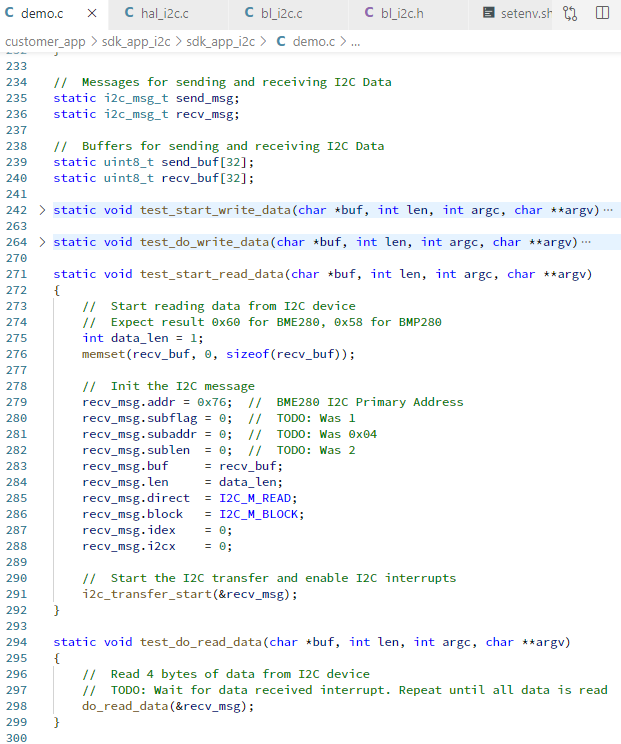 C demo.c × C hal_i2c.c C bl_i2c.c C bl_i2c.h setenv.sh
customer_app > sdk_app_i2c > sdk_app_i2c > C demo.c > ...
232 }
233
234 //  Messages for sending and receiving I2C Data
235 static i2c_msg_t send_msg;
236 static i2c_msg_t recv_msg;
237
238 //  Buffers for sending and receiving I2C Data
239 static uint8_t send_buf[32];
240 static uint8_t recv_buf[32];
241
242 > static void test_start_write_data(char *buf, int len, int argc, char **argv)···
263
264 > static void test_do_write_data(char *buf, int len, int argc, char **argv)···
270
271 static void test_start_read_data(char *buf, int len, int argc, char **argv)
272 {
273     //  Start reading data from I2C device
274     //  Expect result 0x60 for BME280, 0x58 for BMP280
275     int data_len = 1;
276     memset(recv_buf, 0, sizeof(recv_buf));
277
278     //  Init the I2C message
279     recv_msg.addr = 0x76;  //  BME280 I2C Primary Address
280     recv_msg.subflag = 0;  //  TODO: Was 1
281     recv_msg.subaddr = 0;  //  TODO: Was 0x04
282     recv_msg.sublen  = 0;  //  TODO: Was 2
283     recv_msg.buf     = recv_buf;
284     recv_msg.len     = data_len;
285     recv_msg.direct  = I2C_M_READ;
286     recv_msg.block   = I2C_M_BLOCK;
287     recv_msg.idex    = 0;
288     recv_msg.i2cx    = 0;
289
290     //  Start the I2C transfer and enable I2C interrupts
291     i2c_transfer_start(&recv_msg);
292 }
293
294 static void test_do_read_data(char *buf, int len, int argc, char **argv)
295 {
296     //  Read 4 bytes of data from I2C device
297     //  TODO: Wait for data received interrupt. Repeat until all data is read
298     do_read_data(&recv_msg);
299 }
300